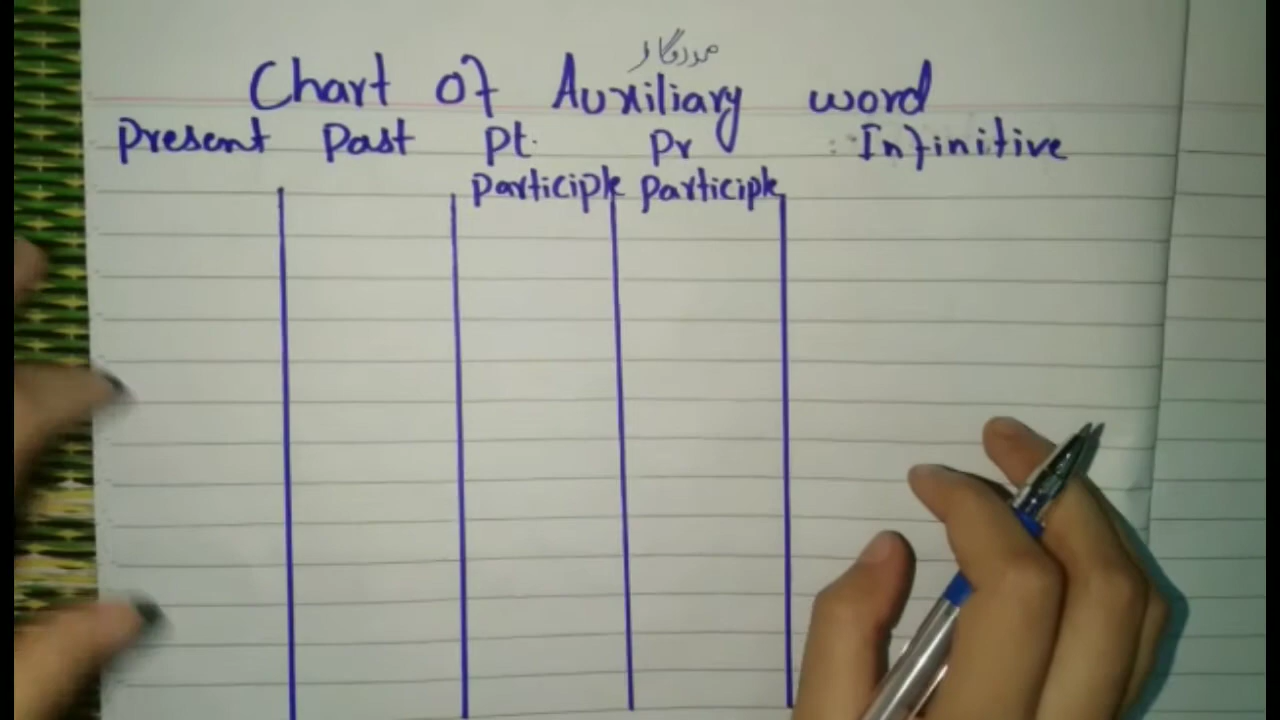 مددگار
Chart of Auxiliary word
Present Past Pt. Pr : Infinitive
participle participle